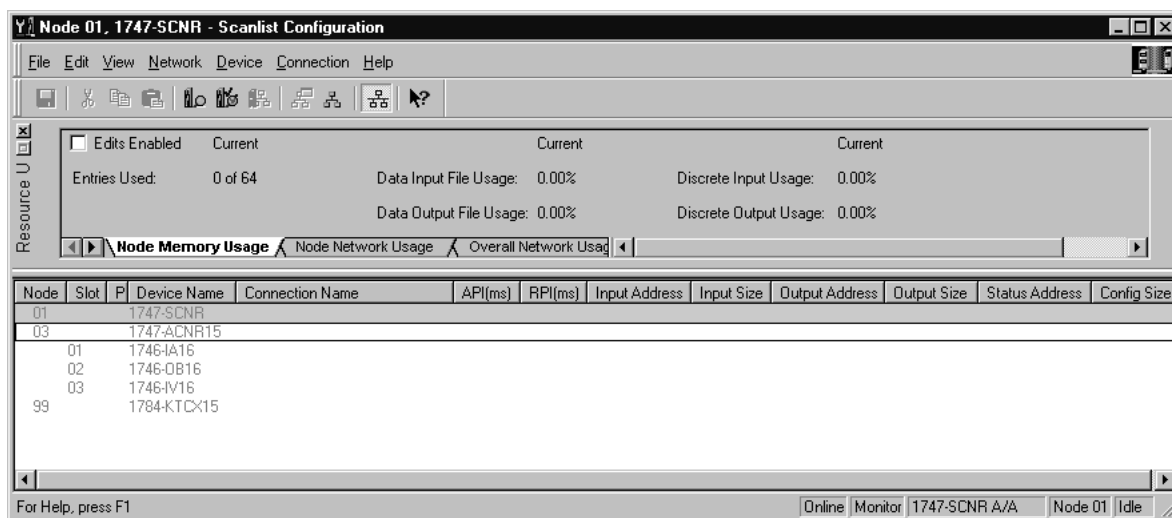 Node 01, 1747-SCNR - Scanlist Configuration
File Edit View Network Device Connection Help
Resource U
Edits Enabled Current Current Current
Entries Used: 0 of 64 Data Input File Usage: 0.00% Discrete Input Usage: 0.00%
Data Output File Usage: 0.00% Discrete Output Usage: 0.00%
Node Memory Usage Node Network Usage Overall Network Usag
Node Slot P Device Name Connection Name API(ms) RPI(ms) Input Address Input Size Output Address Output Size Status Address Config Size
01 1747-SCNR
03 1747-ACNR15
01 1746-IA16
02 1746-OB16
03 1746-IV16
99 1784-KTCX15
For Help, press F1 Online Monitor 1747-SCNR A/A Node 01 Idle